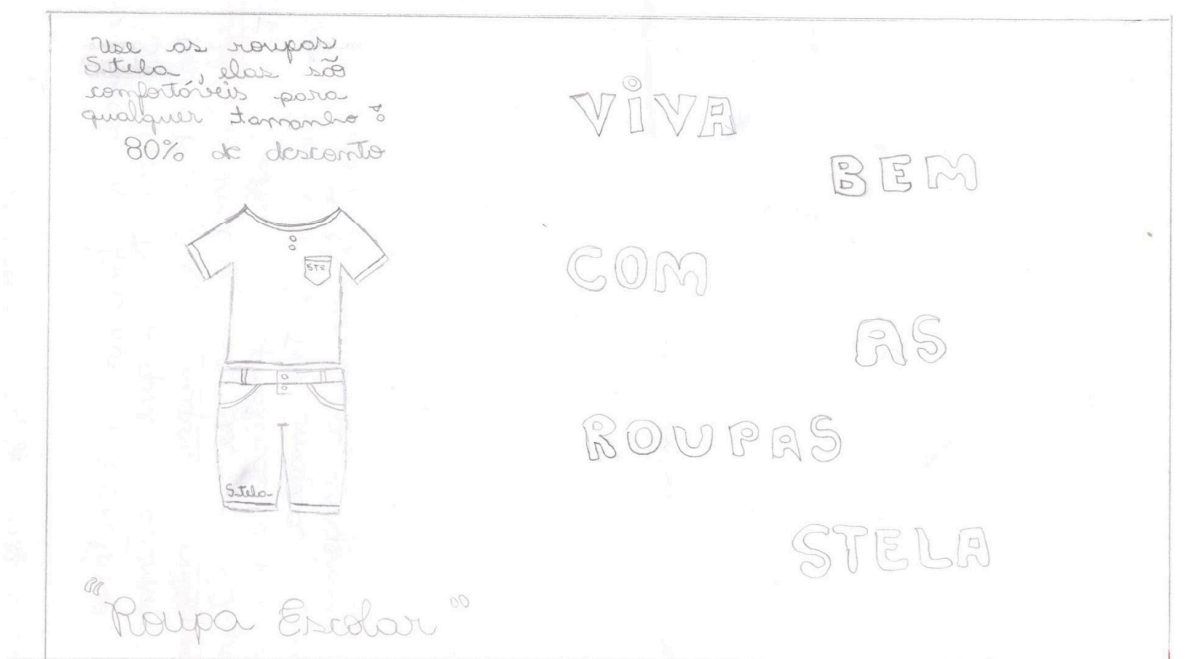 Use as roupas
Stela, elas são
comfortáveis para
qualquer tamanho!
80% de desconto
STE
Stela
"Roupa Escolar"
VIVA
BEM
COM
AS
ROUPAS
STELA